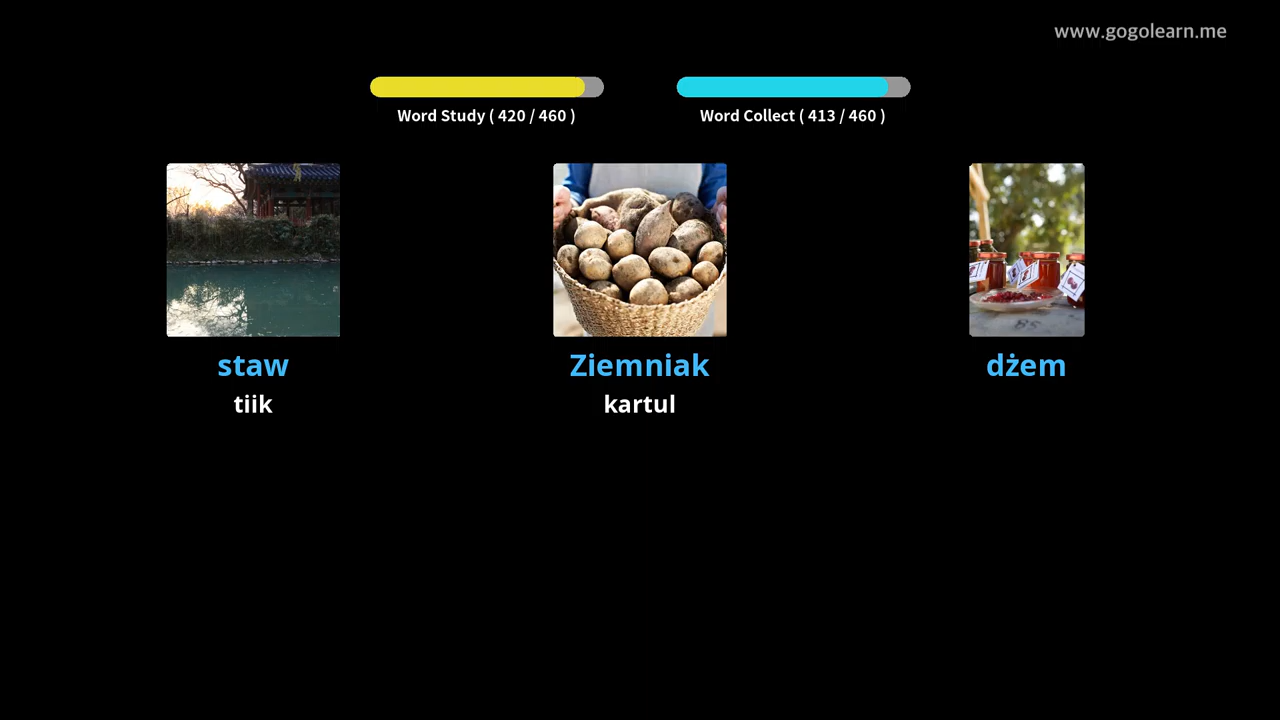 www.gogolearn.me
Word Study ( 420 / 460 )
Word Collect ( 413 / 460 )
staw
Ziemniak
dżem
tiik
kartul